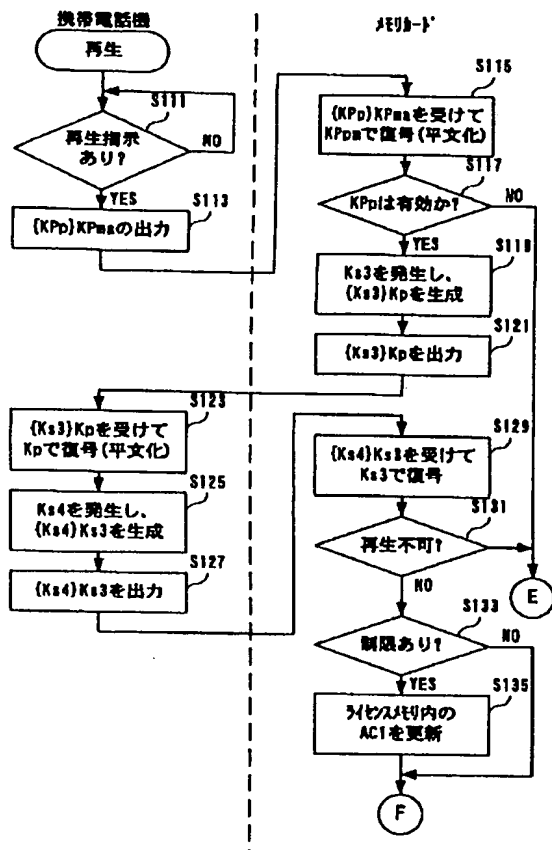 携帯電話機
再生
S111
再生指示
あり?
NO
YES
S113
{KPp}KPmaの出力
S123
{Ks3}Kpを受けて
Kpで復号(平文化)
S125
Ks4を発生し、
{Ks4}Ks3を生成
S127
{Ks4}Ks3を出力
メモリカード
S115
{KPp}KPmaを受けて
KPpmで復号(平文化)
S117
KPpは有効か?
NO
YES
S119
Ks3を発生し、
{Ks3}Kpを生成
S121
{Ks3}Kpを出力
S129
{Ks4}Ks3を受けて
Ks3で復号
S131
再生不可?
E
NO
S133
制限あり?
NO
YES
S135
ライセンスメモリ内の
AC1を更新
F